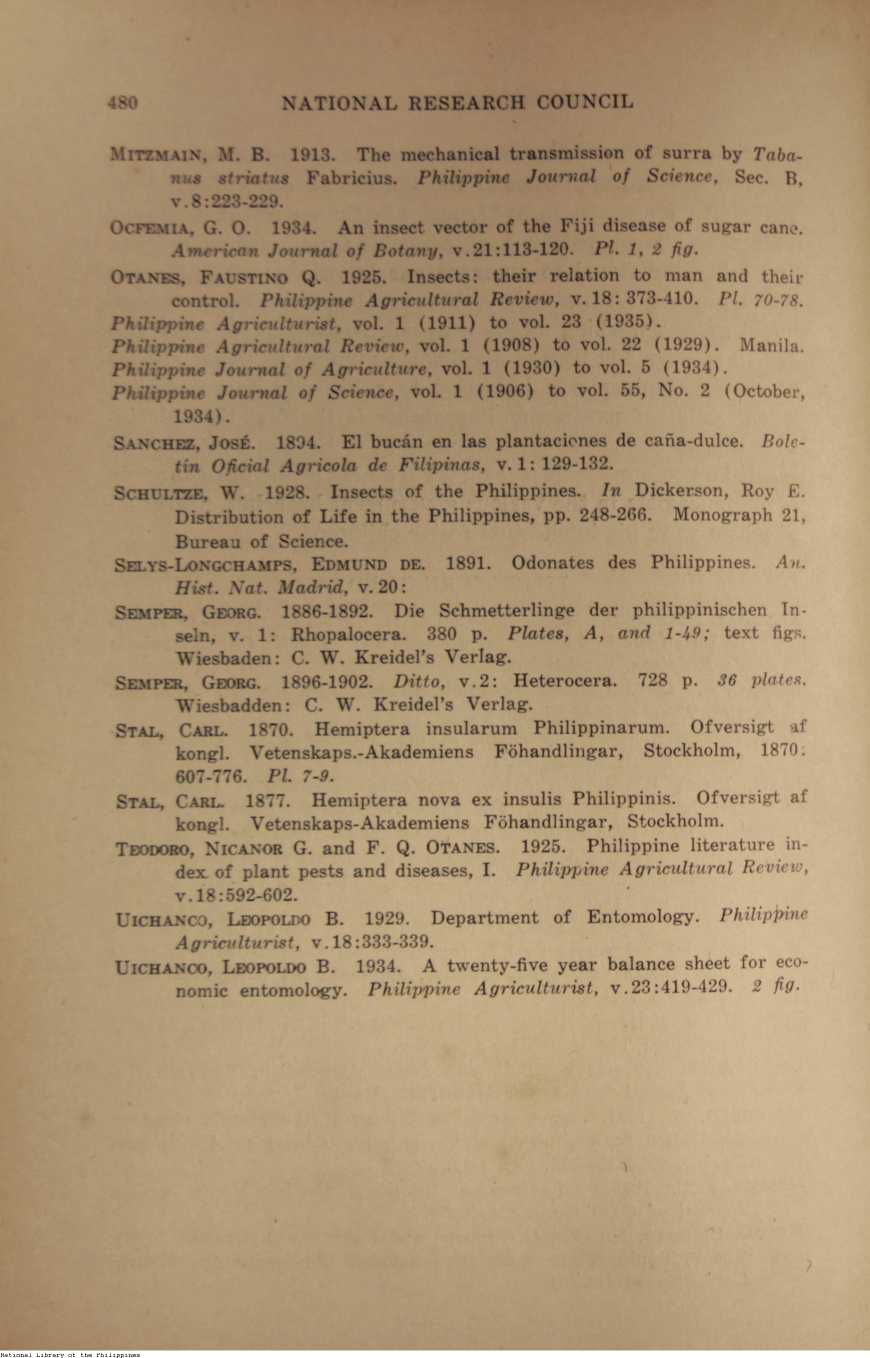 480 NATIONAL RESEARCH COUNCIL
MITZMAIN, M. B. 1913. The mechanical transmission of surra by Taba-
nus striatus Fabricius. Philippine Journal of Science, Sec. B,
v.8:223-229.
OCFEMIA, G. O. 1934. An insect vector of the Fiji disease of sugar cane.
American Journal of Botany, v.21:113-120. Pl. 1, 2 fig.
OTANES, FAUSTINO Q. 1925. Insects: their relation to man and their
control. Philippine Agricultural Review, v. 18: 373-410. Pl. 70-78.
Philippine Agriculturist, vol. 1 (1911) to vol. 23 (1935).
Philippine Agricultural Review, vol. 1 (1908) to vol. 22 (1929). Manila.
Philippine Journal of Agriculture, vol. 1 (1930) to vol. 5 (1934).
Philippine Journal of Science, vol. 1 (1906) to vol. 55, No. 2 (October,
1934).
SANCHEZ, JOSÉ. 1894. El bucán en las plantaciones de caña-dulce. Bole-
tin Oficial Agricola de Filipinas, v. 1: 129-132.
SCHULTZE, W. 1928. Insects of the Philippines. In Dickerson, Roy E.
Distribution of Life in the Philippines, pp. 248-266. Monograph 21,
Bureau of Science.
SELYS-LONGCHAMPS, EDMUND DE. 1891. Odonates des Philippines. An.
Hist. Nat. Madrid, v. 20:
SEMPER, GEORG. 1886-1892. Die Schmetterlinge der philippinischen In-
seln, v. 1: Rhopalocera. 380 p. Plates, A, and 1-49; text figs.
Wiesbaden: C. W. Kreidel's Verlag.
SEMPER, GEORG. 1896-1902. Ditto, v.2: Heterocera. 728 p. 36 plates.
Wiesbadden: C. W. Kreidel's Verlag.
STAL, CARL. 1870. Hemiptera insularum Philippinarum. Ofversigt af
kongl. Vetenskaps.-Akademiens Föhandlingar, Stockholm, 1870:
607-776. Pl. 7-9.
STAL, CARL. 1877. Hemiptera nova ex insulis Philippinis. Ofversigt af
kongl. Vetenskaps-Akademiens Föhandlingar, Stockholm.
TEODORO, NICANOR G. and F. Q. OTANES. 1925. Philippine literature in-
dex of plant pests and diseases, I. Philippine Agricultural Review,
v.18:592-602.
UICHANCO, LEOPOLDO B. 1929. Department of Entomology. Philippine
Agriculturist, v.18:333-339.
UICHANCO, LEOPOLDO B. 1934. A twenty-five year balance sheet for eco-
nomic entomology. Philippine Agriculturist, v.23:419-429. 2 fig.
National Library of the Philippines